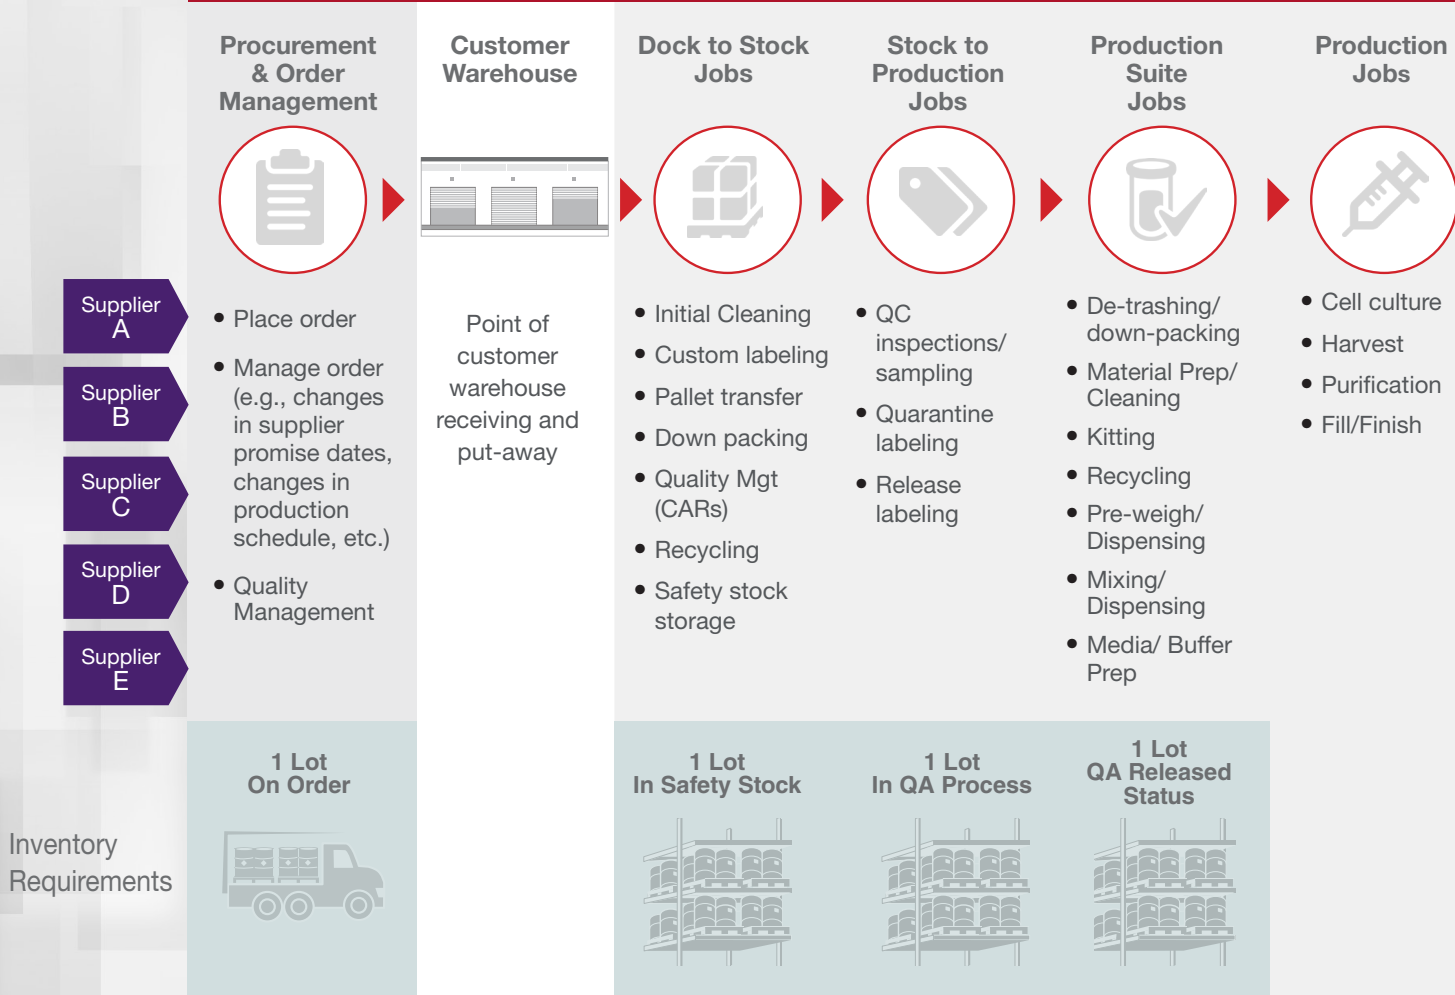 Procurement
& Order
Management
Customer
Warehouse
Dock to Stock
Jobs
Stock to
Production
Jobs
Production
Suite
Jobs
Production
Jobs
Supplier
A
Supplier
B
Supplier
C
Supplier
D
Supplier
E
• Place order
• Manage order
(e.g., changes
in supplier
promise dates,
changes in
production
schedule, etc.)
• Quality
Management
Point of
customer
warehouse
receiving and
put-away
• Initial Cleaning
• Custom labeling
• Pallet transfer
• Down packing
• Quality Mgt
(CARs)
• Recycling
• Safety stock
storage
• QC
inspections/
sampling
• Quarantine
labeling
• Release
labeling
• De-trashing/
down-packing
• Material Prep/
Cleaning
• Kitting
• Recycling
• Pre-weigh/
Dispensing
• Mixing/
Dispensing
• Media/ Buffer
Prep
• Cell culture
• Harvest
• Purification
• Fill/Finish
Inventory
Requirements
1 Lot
On Order
1 Lot
In Safety Stock
1 Lot
In QA Process
1 Lot
QA Released
Status